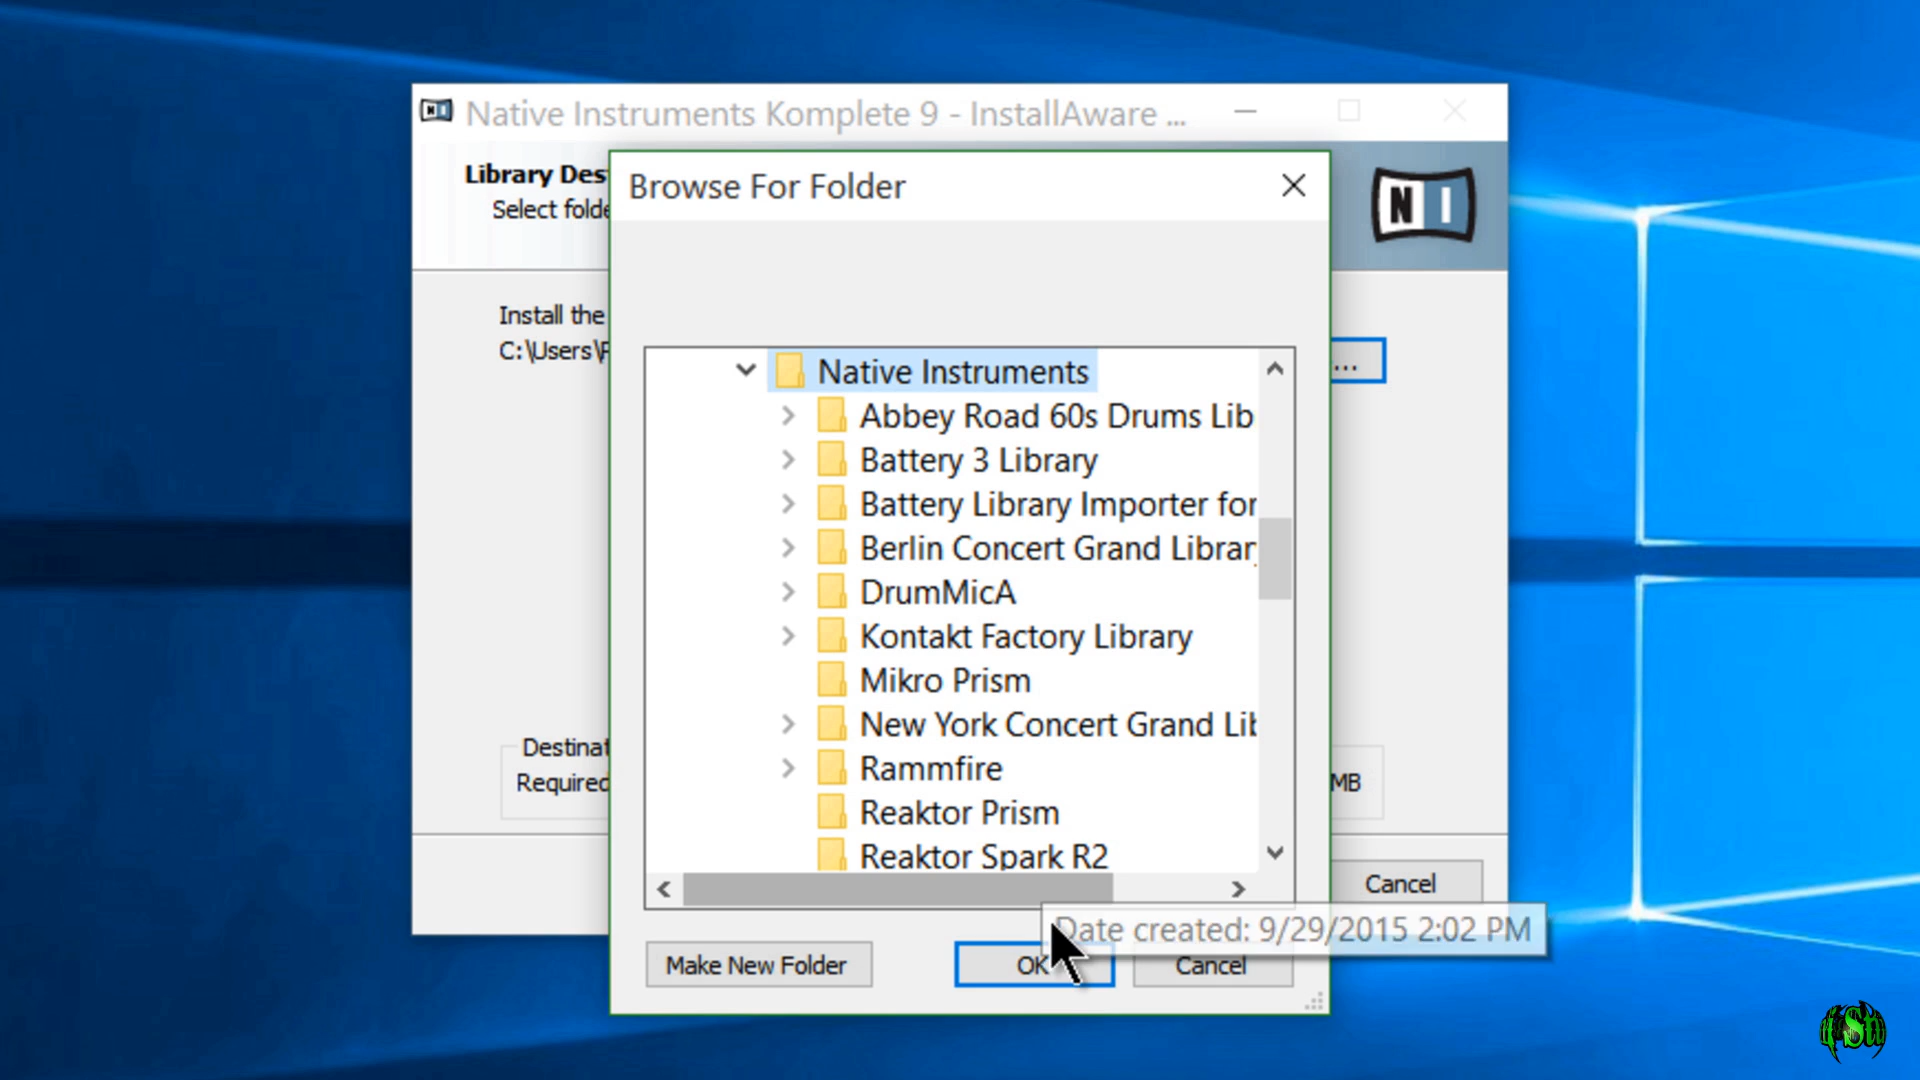 Native Instruments Komplete 9 - InstallAware ...
Library Des
Select folde
N I
Browse For Folder
Install the
C:\Users\
...
Native Instruments
Abbey Road 60s Drums Lib
Battery 3 Library
Battery Library Importer for
Berlin Concert Grand Librar
DrumMicA
Kontakt Factory Library
Mikro Prism
New York Concert Grand Lib
Rammfire
Reaktor Prism
Reaktor Spark R2
Destinat
Required
MB
Cancel
Date created: 9/29/2015 2:02 PM
Make New Folder
OK
Cancel